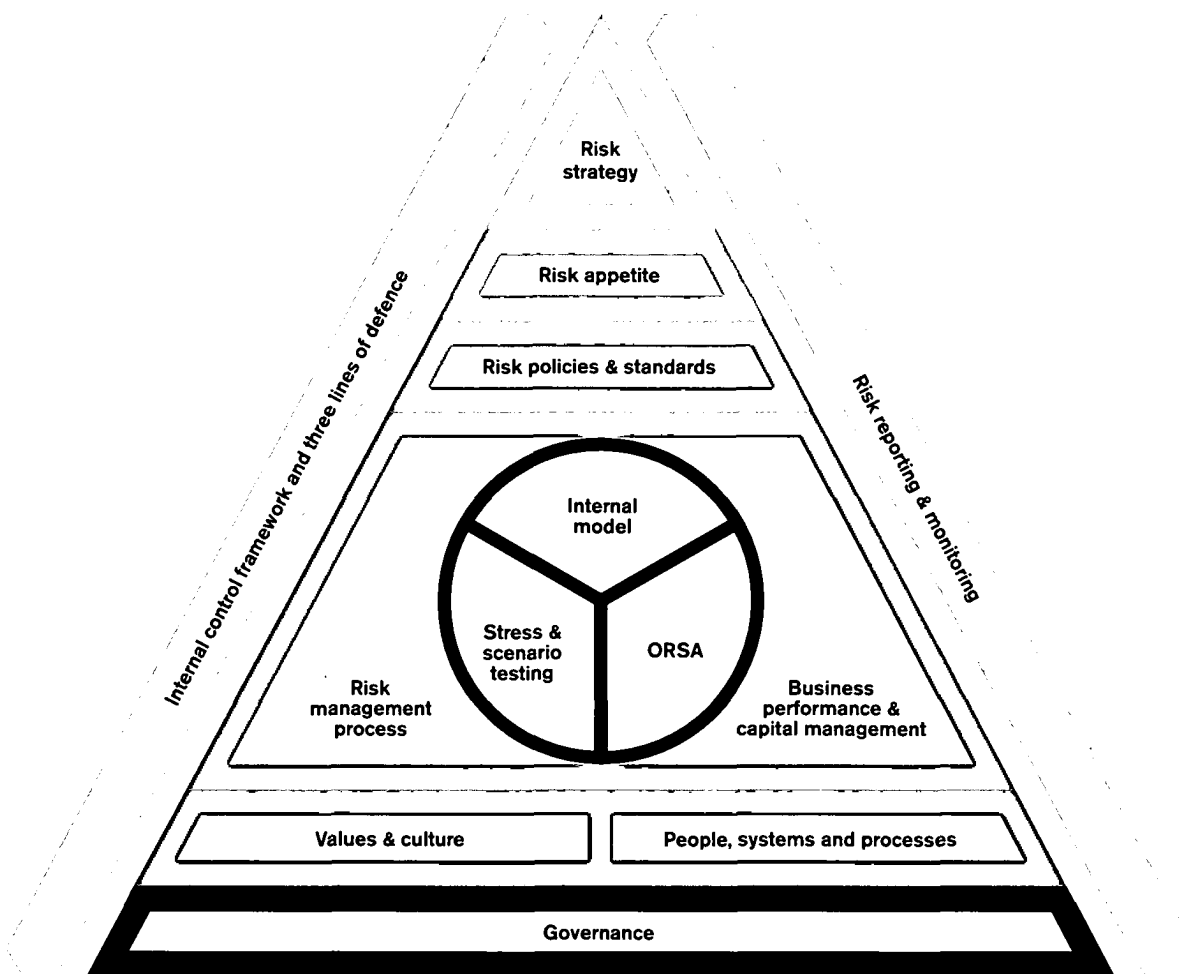 Risk
strategy
Risk appetite
Risk policies & standards
Internal control framework and three lines of defence
Risk reporting & monitoring
Internal
model
Stress &
scenario
testing
ORSA
Risk
management
process
Business
performance &
capital management
Values & culture
People, systems and processes
Governance